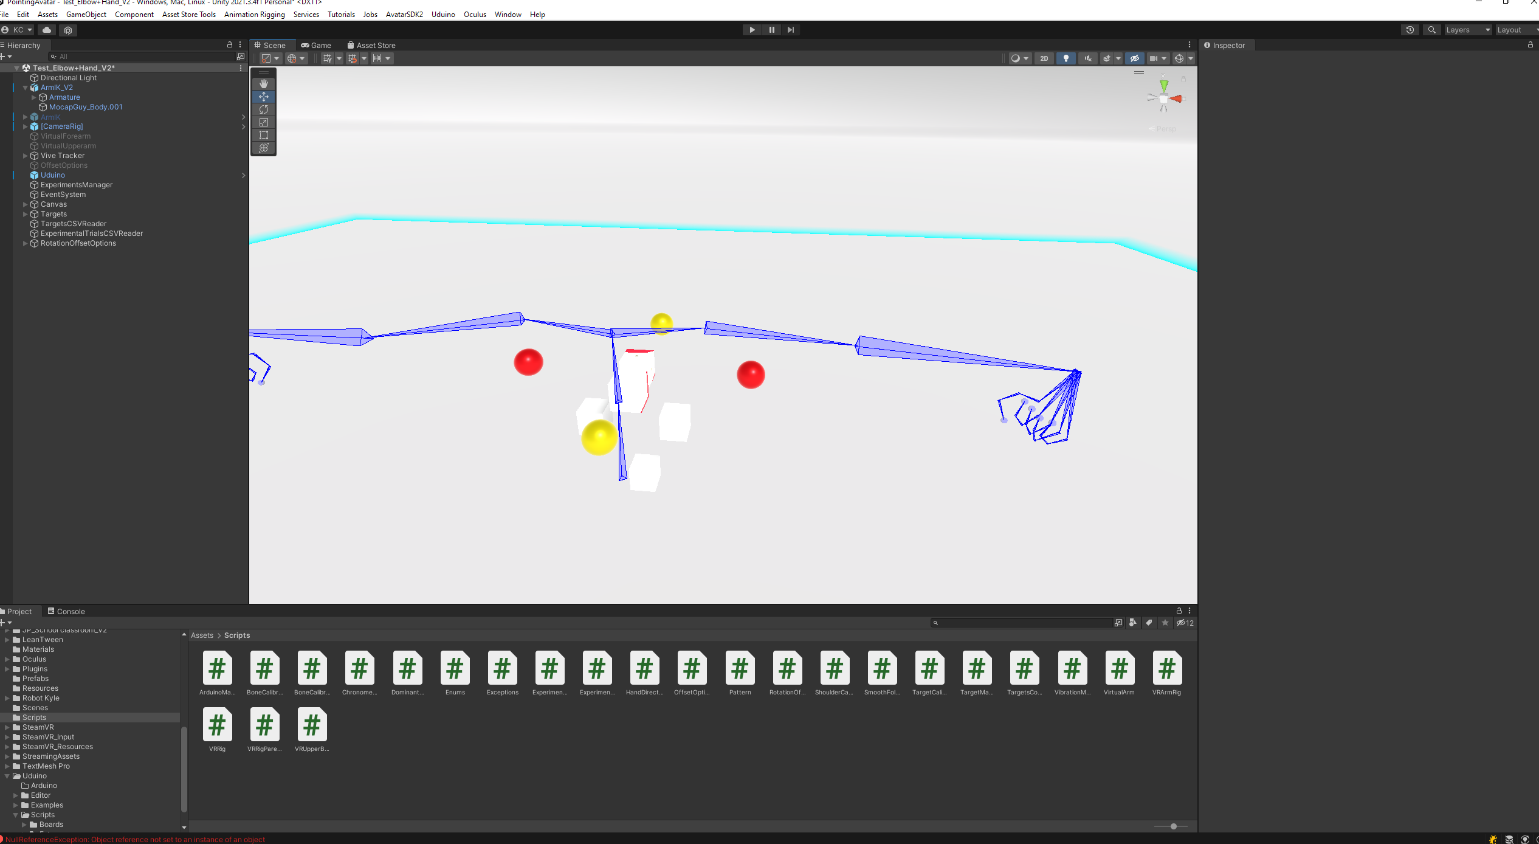 PointingAvatar - Test_Elbow+Hand_V2 - Windows, Mac, Linux - Unity 2021.3.4f1 Personal* <DX11>
File Edit Assets GameObject Component Asset Store Tools Animation Rigging Services Tutorials Jobs AvatarSDK2 Uduino Oculus Window Help
KC
Layers
Layout
Hierarchy
Scene
Game
Asset Store
Inspector
All
2D
Test_Elbow+Hand_V2*
Directional Light
ArmIK_V2
Armature
MocapGuy_Body.001
ArmIK
[CameraRig]
VirtualForearm
VirtualUpperarm
Vive Tracker
OffsetOptions
Uduino
ExperimentsManager
EventSystem
Canvas
Targets
TargetsCSVReader
ExperimentalTrialsCSVReader
RotationOffsetOptions
Project
Console
12
JP_Schoolclassroom_V2
LeanTween
Materials
Oculus
Plugins
Prefabs
Resources
Robot Kyle
Scenes
Scripts
SteamVR
SteamVR_Input
SteamVR_Resources
StreamingAssets
TextMesh Pro
Uduino
Arduino
Editor
Examples
Scripts
Boards
Assets > Scripts
ArduinoMa... BoneCalibr... BoneCalibr... Chronome... Dominant... Enums Exceptions Experimen... Experimen... HandDirect... OffsetOpti... Pattern RotationOf... ShoulderCa... SmoothFol... TargetCali... TargetMa... TargetsCo... VibrationM... VirtualArm VRArmRig
VRRig VRRigPare... VRUpperB...
NullReferenceException: Object reference not set to an instance of an object